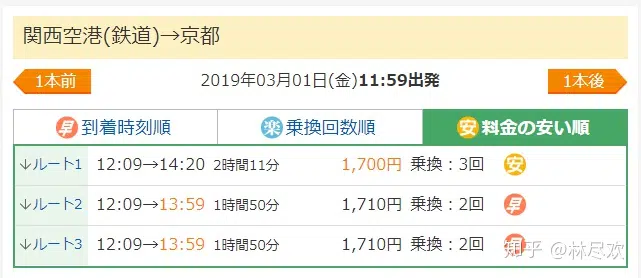 関西空港(鉄道)→京都
1本前 2019年03月01日(金)11:59出発 1本後
早 到着時刻順 楽 乗換回数順 安 料金の安い順
↓ルート1 12:09→14:20 2時間11分 1,700円 乗換：3回 安
↓ルート2 12:09→13:59 1時間50分 1,710円 乗換：2回 早
↓ルート3 12:09→13:59 1時間50分 1,710円 乗換：2回 早
知乎 @林尽欢